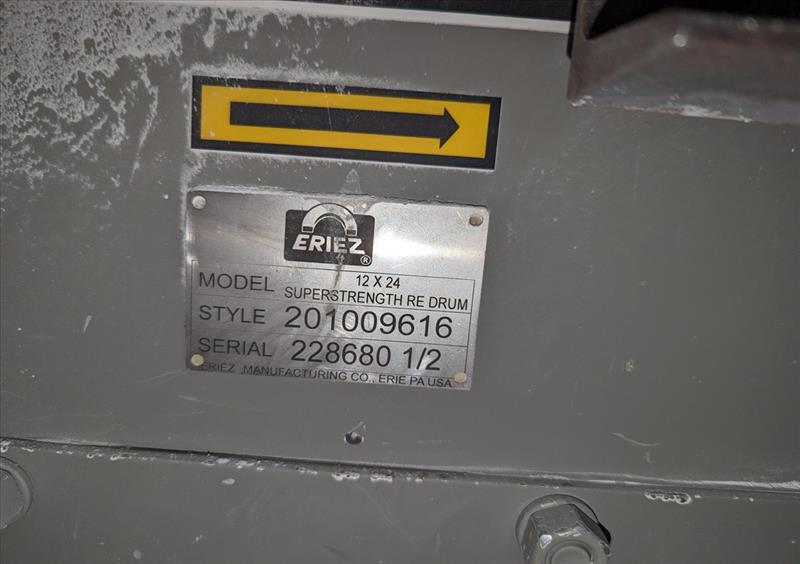 ERIEZ
®
MODEL 12 X 24
SUPERSTRENGTH RE DRUM
STYLE 201009616
SERIAL 228680 1/2
ERIEZ MANUFACTURING CO., ERIE PA USA